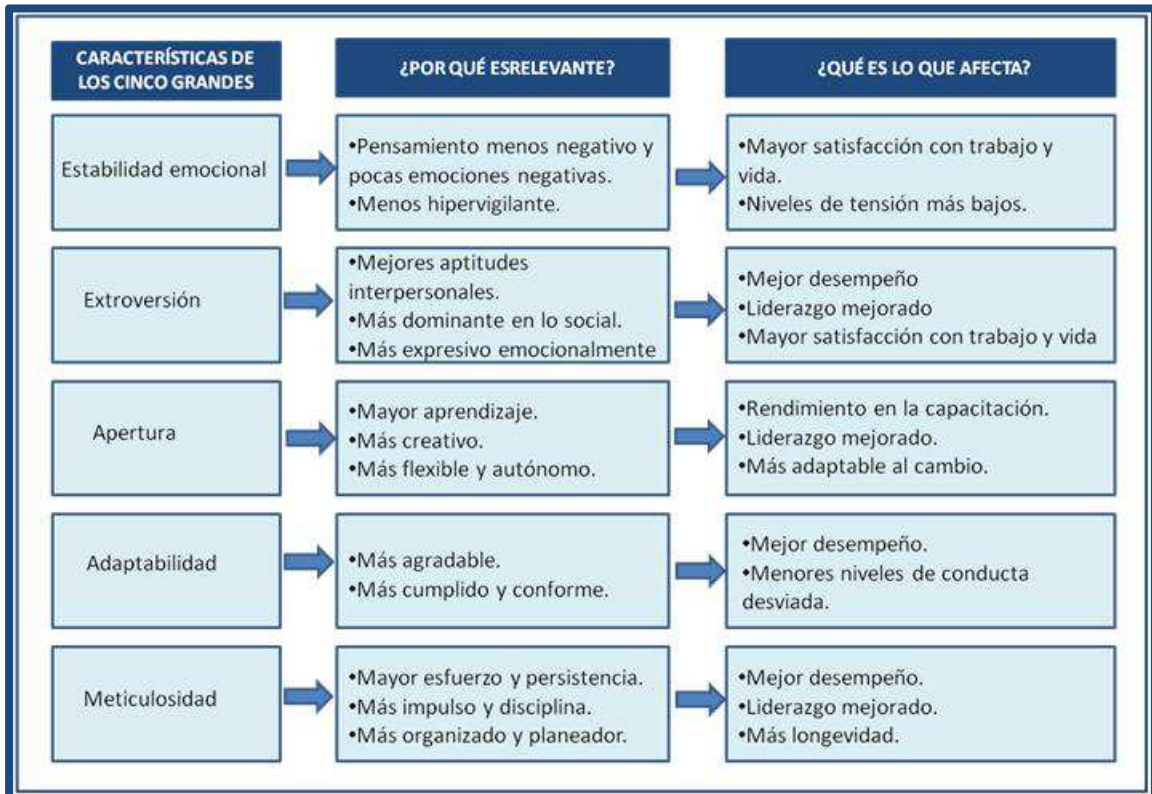 CARACTERÍSTICAS DE
LOS CINCO GRANDES
¿POR QUÉ ESRELEVANTE?
¿QUÉ ES LO QUE AFECTA?
Estabilidad emocional
•Pensamiento menos negativo y
pocas emociones negativas.
•Menos hipervigilante.
•Mayor satisfacción con trabajo y
vida.
•Niveles de tensión más bajos.
Extroversión
•Mejores aptitudes
interpersonales.
•Más dominante en lo social.
•Más expresivo emocionalmente
•Mejor desempeño
•Liderazgo mejorado
•Mayor satisfacción con trabajo y vida
Apertura
•Mayor aprendizaje.
•Más creativo.
•Más flexible y autónomo.
•Rendimiento en la capacitación.
•Liderazgo mejorado.
•Más adaptable al cambio.
Adaptabilidad
•Más agradable.
•Más cumplido y conforme.
•Mejor desempeño.
•Menores niveles de conducta
desviada.
Meticulosidad
•Mayor esfuerzo y persistencia.
•Más impulso y disciplina.
•Más organizado y planeador.
•Mejor desempeño.
•Liderazgo mejorado.
•Más longevidad.